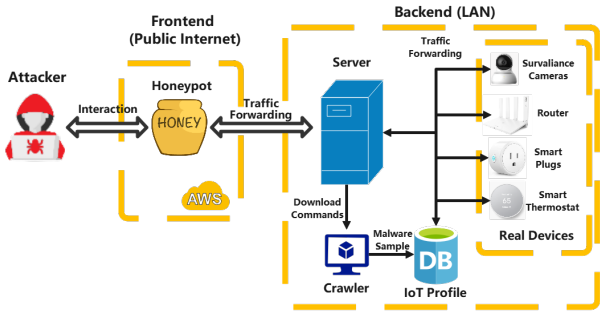 Frontend
(Public Internet)
Backend (LAN)
Attacker
Interaction
Honeypot
HONEY
AWS
Traffic
Forwarding
Server
Traffic
Forwarding
Survaliance
Cameras
Router
Smart
Plugs
Smart
Thermostat
Real Devices
Download
Commands
Crawler
Malware
Sample
DB
IoT Profile